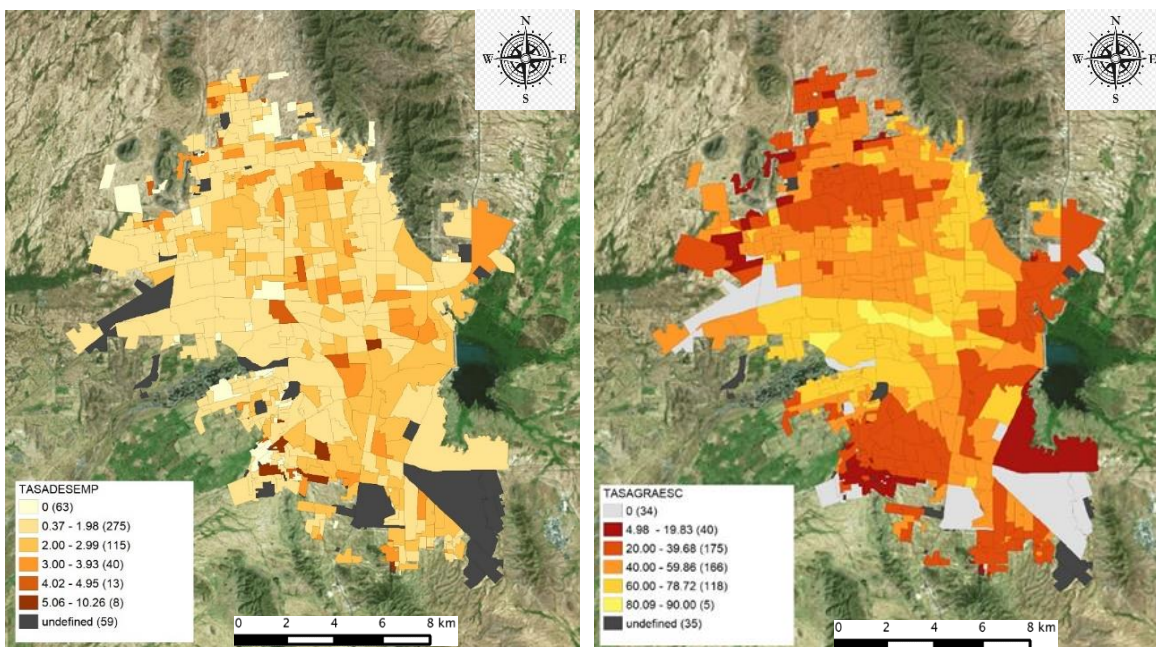 N
W E
S
TASADESEMP
0 (63)
0.37 - 1.98 (275)
2.00 - 2.99 (115)
3.00 - 3.93 (40)
4.02 - 4.95 (13)
5.06 - 10.26 (8)
undefined (59)
0 2 4 6 8 km
N
W E
S
TASAGRAESC
0 (34)
4.98 - 19.83 (40)
20.00 - 39.68 (175)
40.00 - 59.86 (166)
60.00 - 78.72 (118)
80.09 - 90.00 (5)
undefined (35)
0 2 4 6 8 km